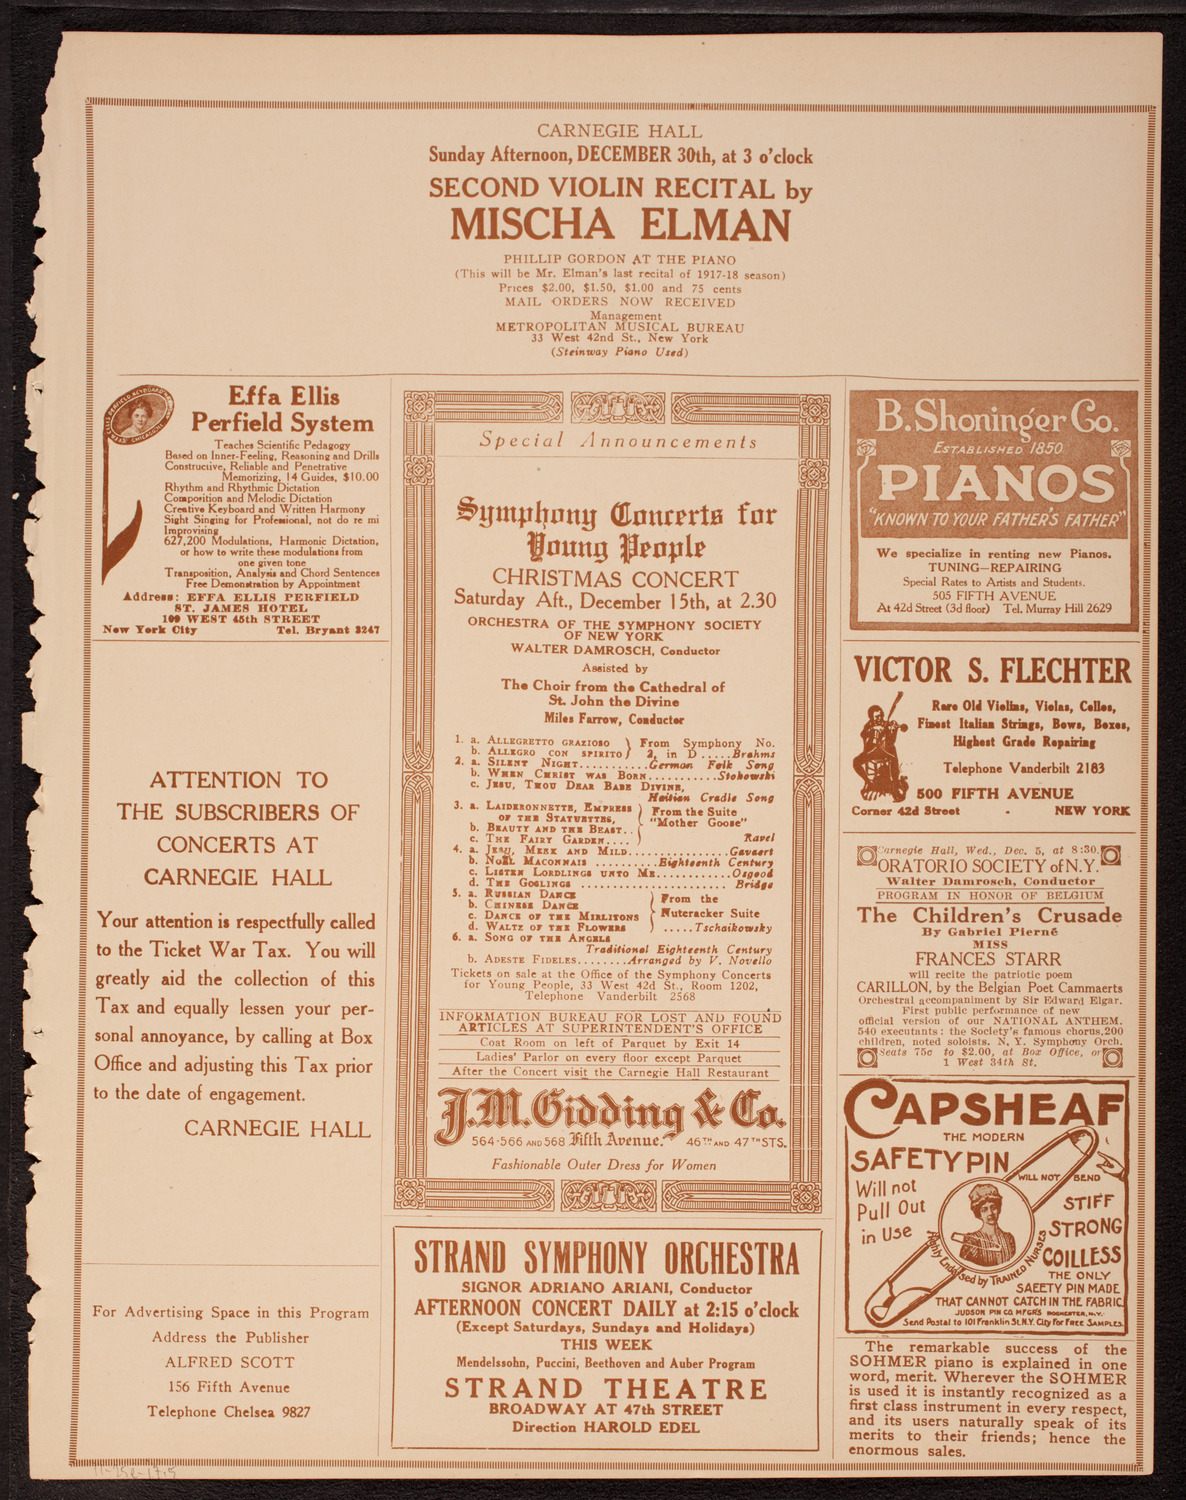 CARNEGIE HALL
Sunday Afternoon, DECEMBER 30th, at 3 o'clock
SECOND VIOLIN RECITAL by
MISCHA ELMAN
PHILLIP GORDON AT THE PIANO
(This will be Mr. Elman's last recital of 1917-18 season)
Prices $2.00, $1.50, $1.00 and 75 cents
MAIL ORDERS NOW RECEIVED
Management
METROPOLITAN MUSICAL BUREAU
33 West 42nd St., New York
(Steinway Piano Used)
Effa Ellis
Perfield System
Teaches Scientific Pedagogy
Based on Inner-Feeling, Reasoning and Drills
Constructive, Reliable and Penetrative
Memorizing, 14 Guides, $10.00
Rhythm and Rhythmic Dictation
Composition and Melodic Dictation
Creative Keyboard and Written Harmony
Sight Singing for Professional, not do re mi
Improvising
627,200 Modulations, Harmonic Dictation,
or how to write these modulations from
one given tone
Transposition, Analysis and Chord Sentences
Free Demonstration by Appointment
Address: EFFA ELLIS PERFIELD
ST. JAMES HOTEL
109 WEST 45th STREET
New York City Tel. Bryant 3247
ATTENTION TO
THE SUBSCRIBERS OF
CONCERTS AT
CARNEGIE HALL
Your attention is respectfully called
to the Ticket War Tax. You will
greatly aid the collection of this
Tax and equally lessen your per-
sonal annoyance, by calling at Box
Office and adjusting this Tax prior
to the date of engagement.
CARNEGIE HALL
For Advertising Space in this Program
Address the Publisher
ALFRED SCOTT
156 Fifth Avenue
Telephone Chelsea 9827
Special Announcements
Symphony Concerts for
Young People
CHRISTMAS CONCERT
Saturday Aft., December 15th, at 2.30
ORCHESTRA OF THE SYMPHONY SOCIETY
OF NEW YORK
WALTER DAMROSCH, Conductor
Assisted by
The Choir from the Cathedral of
St. John the Divine
Miles Farrow, Conductor
1. a. ALLEGRETTO GRAZIOSO } From Symphony No.
b. ALLEGRO CON SPIRITO } 2, in D.....Brahms
2. a. SILENT NIGHT..........German Folk Song
b. WHEN CHRIST WAS BORN..........Stokowski
c. JESU, THOU DEAR BABE DIVINE,
Haitian Cradle Song
3. a. LAIDERONNETTE, EMPRESS } From the Suite
OF THE STATUETTES, } "Mother Goose"
b. BEAUTY AND THE BEAST..
c. THE FAIRY GARDEN.... } Ravel
4. a. JESU, MEEK AND MILD..............Gevaert
b. NOËL MACONNAIS .........Eighteenth Century
c. LISTEN LORDLINGS UNTO ME...........Osgood
d. THE GOSLINGS .......................Bridge
5. a. RUSSIAN DANCE } From the
b. CHINESE DANCE
c. DANCE OF THE MIRLITONS } Nutcracker Suite
d. WALTZ OF THE FLOWERS } .....Tschaikowsky
6. a. SONG OF THE ANGELS
Traditional Eighteenth Century
b. ADESTE FIDELES........Arranged by V. Novello
Tickets on sale at the Office of the Symphony Concerts
for Young People, 33 West 42d St., Room 1202,
Telephone Vanderbilt 2568
INFORMATION BUREAU FOR LOST AND FOUND
ARTICLES AT SUPERINTENDENT'S OFFICE
Coat Room on left of Parquet by Exit 14
Ladies' Parlor on every floor except Parquet
After the Concert visit the Carnegie Hall Restaurant
J.M. Gidding & Co.
564-566 AND 568 Fifth Avenue. 46TH AND 47TH STS.
Fashionable Outer Dress for Women
STRAND SYMPHONY ORCHESTRA
SIGNOR ADRIANO ARIANI, Conductor
AFTERNOON CONCERT DAILY at 2:15 o'clock
(Except Saturdays, Sundays and Holidays)
THIS WEEK
Mendelssohn, Puccini, Beethoven and Auber Program
STRAND THEATRE
BROADWAY AT 47th STREET
Direction HAROLD EDEL
B. Shoninger Co.
ESTABLISHED 1850
PIANOS
"KNOWN TO YOUR FATHER'S FATHER"
We specialize in renting new Pianos.
TUNING—REPAIRING
Special Rates to Artists and Students.
505 FIFTH AVENUE
At 42d Street (3d floor) Tel. Murray Hill 2629
VICTOR S. FLECHTER
Rare Old Violins, Violas, Cellos,
Finest Italian Strings, Bows, Boxes,
Highest Grade Repairing
Telephone Vanderbilt 2183
500 FIFTH AVENUE
Corner 42d Street - NEW YORK
Carnegie Hall, Wed., Dec. 5, at 8:30.
ORATORIO SOCIETY of N.Y.
Walter Damrosch, Conductor
PROGRAM IN HONOR OF BELGIUM
The Children's Crusade
By Gabriel Pierné
MISS
FRANCES STARR
will recite the patriotic poem
CARILLON, by the Belgian Poet Cammaerts
Orchestral accompaniment by Sir Edward Elgar.
First public performance of new
official version of our NATIONAL ANTHEM.
540 executants: the Society's famous chorus, 200
children, noted soloists. N. Y. Symphony Orch.
Seats 75c to $2.00, at Box Office, or
1 West 34th St.
CAPSHEAF
THE MODERN
SAFETY PIN
WILL NOT BEND
Will not
Pull Out
in Use
STIFF
STRONG
COILLESS
Highly Endorsed by TRAINED NURSES
THE ONLY
SAFETY PIN MADE
THAT CANNOT CATCH IN THE FABRIC
JUDSON PIN CO. MFGRS ROCHESTER, N.Y.
Send Postal to 101 Franklin St. N.Y. City for Free SAMPLES.
The remarkable success of the
SOHMER piano is explained in one
word, merit. Wherever the SOHMER
is used it is instantly recognized as a
first class instrument in every respect,
and its users naturally speak of its
merits to their friends; hence the
enormous sales.